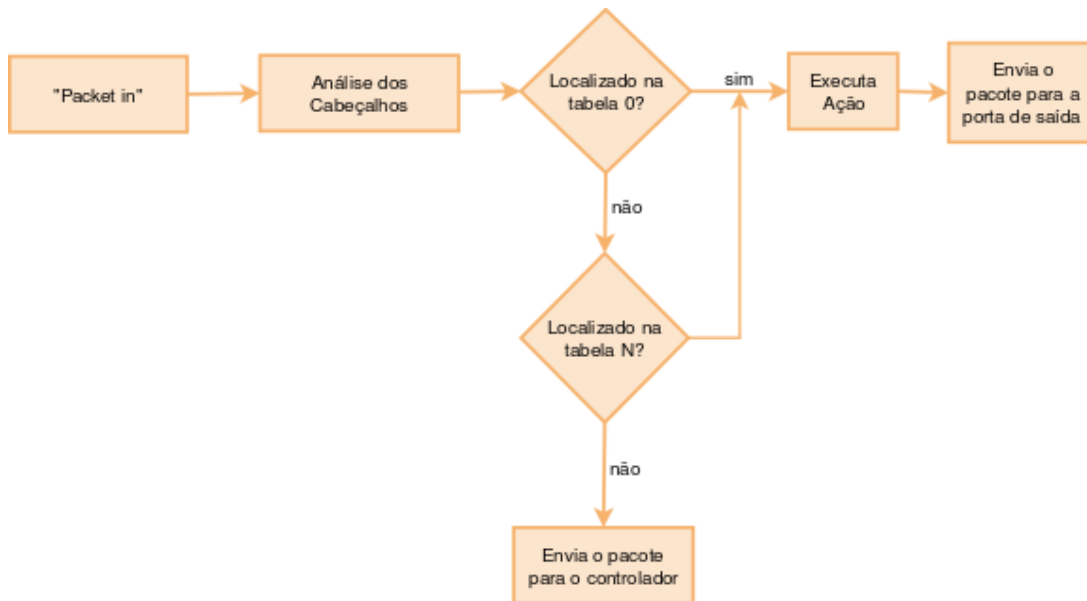 "Packet in"
Análise dos
Cabeçalhos
Localizado na
tabela 0?
sim
Executa
Ação
Envia o
pacote para a
porta de saída
não
Localizado na
tabela N?
não
Envia o pacote
para o controlador